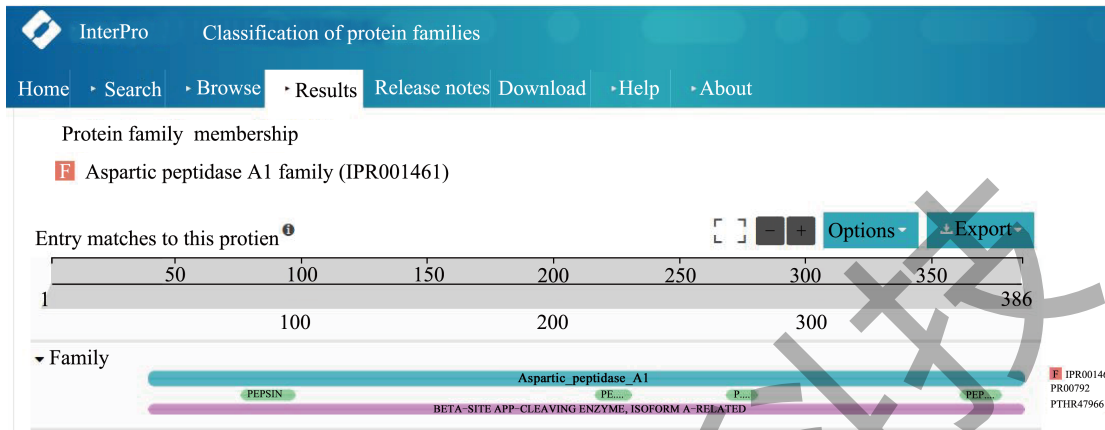 InterPro Classification of protein families
Home Search Browse Results Release notes Download Help About
Protein family membership
F Aspartic peptidase A1 family (IPR001461)
Entry matches to this protien
− + Options Export
50 100 150 200 250 300 350
1 386
100 200 300
Family
Aspartic_peptidase_A1
F IPR00146
PEPSIN PE.... P.... PEP....
PR00792
BETA-SITE APP-CLEAVING ENZYME, ISOFORM A-RELATED
PTHR47966